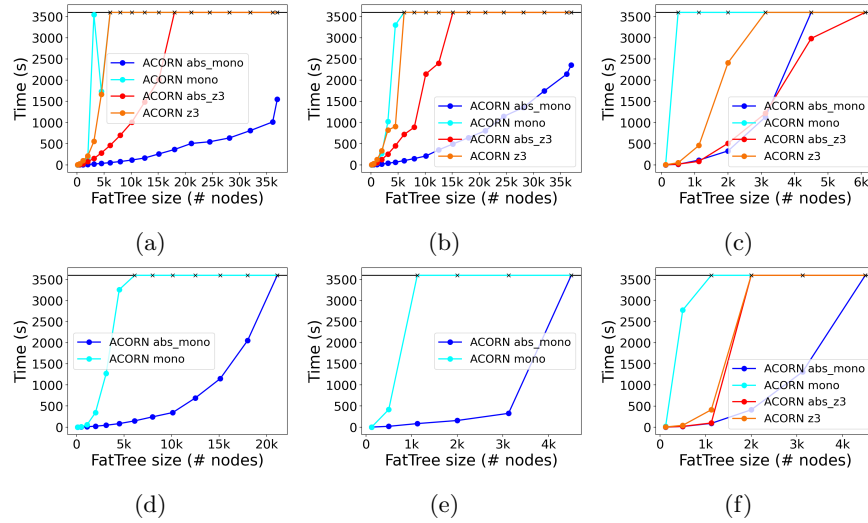 3500
3000
2500
2000
1500
1000
500
0
Time (s)
ACORN abs_mono
ACORN mono
ACORN abs_z3
ACORN z3
0 5k 10k 15k 20k 25k 30k 35k
FatTree size (# nodes)
(a)
3500
3000
2500
2000
1500
1000
500
0
Time (s)
ACORN abs_mono
ACORN mono
ACORN abs_z3
ACORN z3
0 5k 10k 15k 20k 25k 30k 35k
FatTree size (# nodes)
(b)
3500
3000
2500
2000
1500
1000
500
0
Time (s)
ACORN abs_mono
ACORN mono
ACORN abs_z3
ACORN z3
0 1k 2k 3k 4k 5k 6k
FatTree size (# nodes)
(c)
3500
3000
2500
2000
1500
1000
500
0
Time (s)
ACORN abs_mono
ACORN mono
5k 10k 15k 20k
FatTree size (# nodes)
(d)
3500
3000
2500
2000
1500
1000
500
0
Time (s)
ACORN abs_mono
ACORN mono
1k 2k 3k 4k
FatTree size (# nodes)
(e)
3500
3000
2500
2000
1500
1000
500
0
Time (s)
ACORN abs_mono
ACORN mono
ACORN abs_z3
ACORN z3
1k 2k 3k 4k
FatTree size (# nodes)
(f)